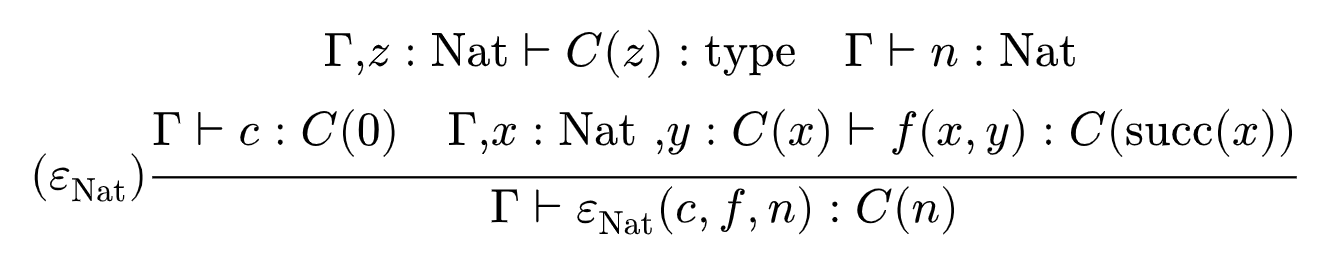 Γ,z : Nat ⊢ C(z) : type Γ ⊢ n : Nat
Γ ⊢ c : C(0) Γ,x : Nat ,y : C(x) ⊢ f(x, y) : C(succ(x))
(ε_Nat)
Γ ⊢ ε_Nat(c, f, n) : C(n)